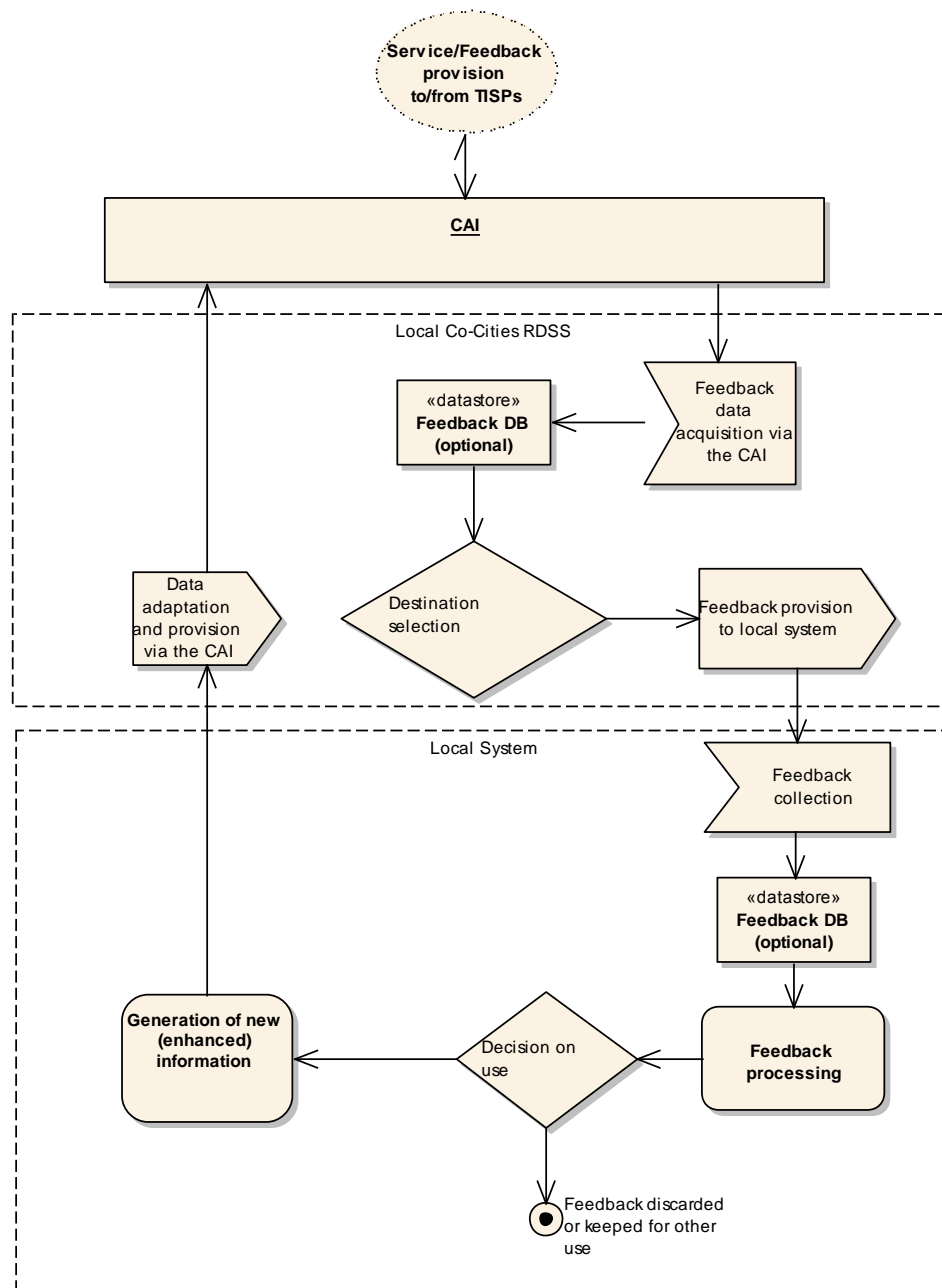 Service/Feedback
provision
to/from TISPs
CAI
Local Co-Cities RDSS
Feedback
data
acquisition via
the CAI
«datastore»
Feedback DB
(optional)
Destination
selection
Feedback provision
to local system
Data
adaptation
and provision
via the CAI
Local System
Feedback
collection
«datastore»
Feedback DB
(optional)
Feedback
processing
Decision on
use
Generation of new
(enhanced)
information
Feedback discarded
or keeped for other
use